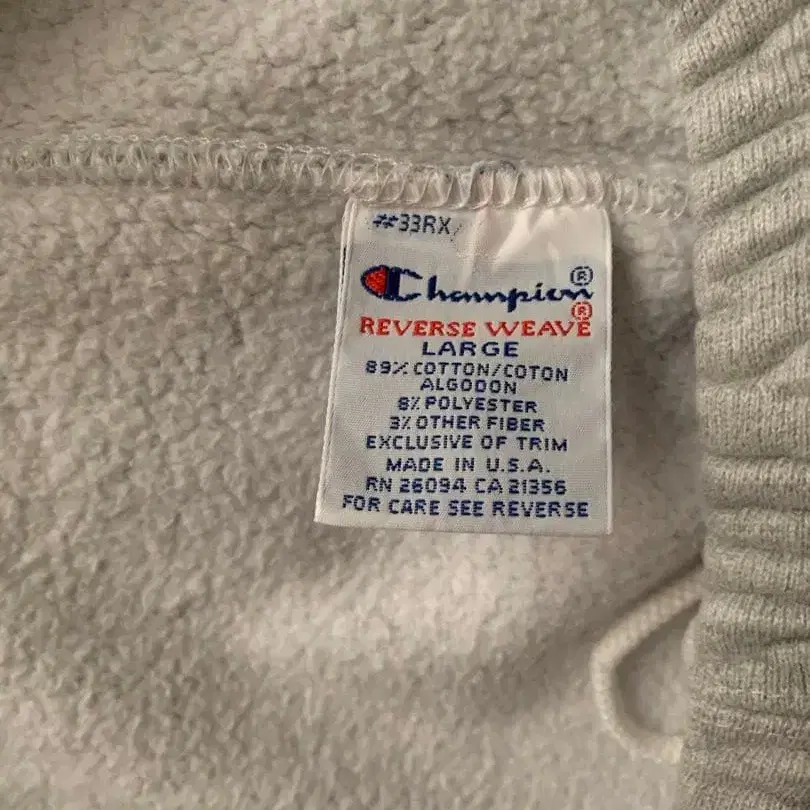 #33RX
Champion®
REVERSE WEAVE®
LARGE
89% COTTON/COTON
ALGODON
8% POLYESTER
3% OTHER FIBER
EXCLUSIVE OF TRIM
MADE IN U.S.A.
RN 26094 CA 21356
FOR CARE SEE REVERSE